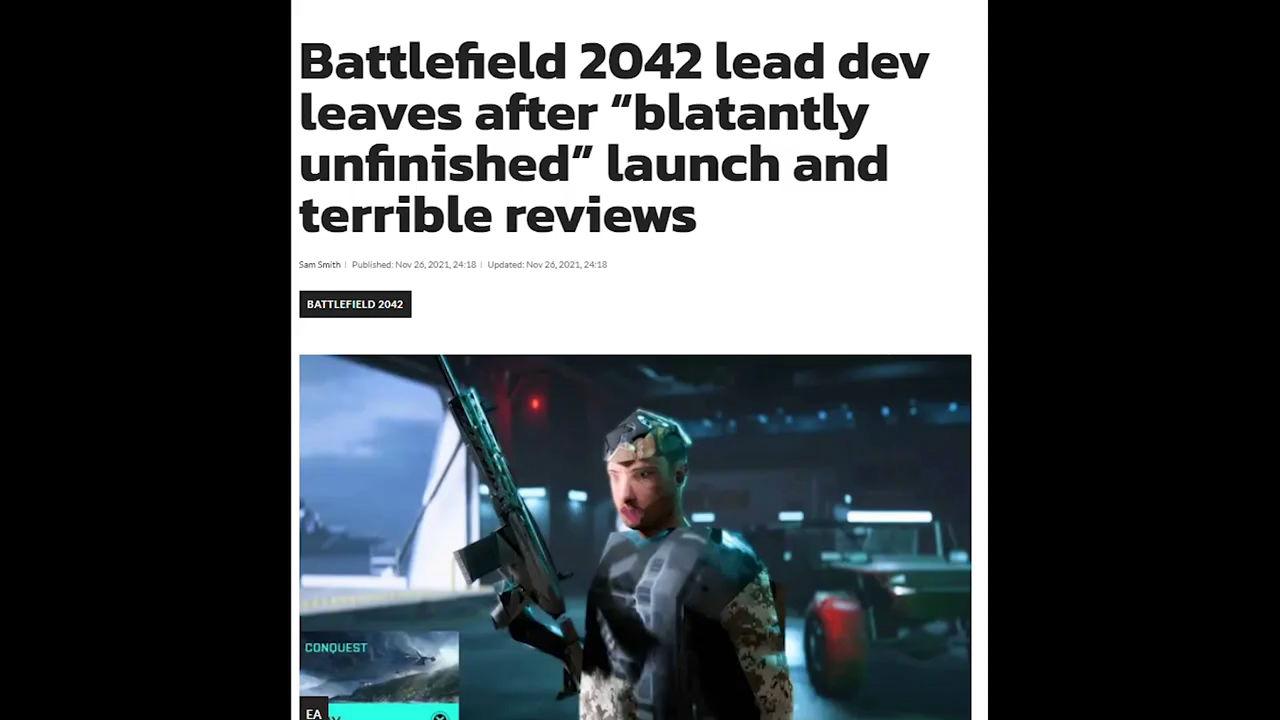 Battlefield 2042 lead dev
leaves after “blatantly
unfinished” launch and
terrible reviews
Sam Smith | Published: Nov 26, 2021, 24:18 | Updated: Nov 26, 2021, 24:18
BATTLEFIELD 2042
CONQUEST
EA